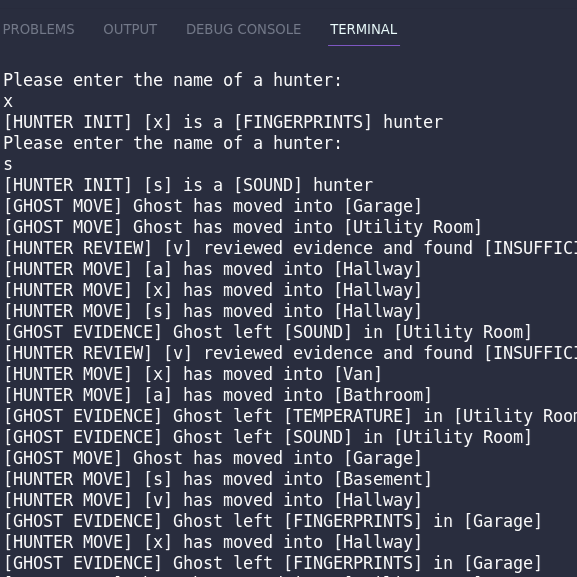 PROBLEMS OUTPUT DEBUG CONSOLE TERMINAL
Please enter the name of a hunter:
x
[HUNTER INIT] [x] is a [FINGERPRINTS] hunter
Please enter the name of a hunter:
s
[HUNTER INIT] [s] is a [SOUND] hunter
[GHOST MOVE] Ghost has moved into [Garage]
[GHOST MOVE] Ghost has moved into [Utility Room]
[HUNTER REVIEW] [v] reviewed evidence and found [INSUFFICI
[HUNTER MOVE] [a] has moved into [Hallway]
[HUNTER MOVE] [x] has moved into [Hallway]
[HUNTER MOVE] [s] has moved into [Hallway]
[GHOST EVIDENCE] Ghost left [SOUND] in [Utility Room]
[HUNTER REVIEW] [v] reviewed evidence and found [INSUFFICI
[HUNTER MOVE] [x] has moved into [Van]
[HUNTER MOVE] [a] has moved into [Bathroom]
[GHOST EVIDENCE] Ghost left [TEMPERATURE] in [Utility Room
[GHOST EVIDENCE] Ghost left [SOUND] in [Utility Room]
[GHOST MOVE] Ghost has moved into [Garage]
[HUNTER MOVE] [s] has moved into [Basement]
[HUNTER MOVE] [v] has moved into [Hallway]
[GHOST EVIDENCE] Ghost left [FINGERPRINTS] in [Garage]
[HUNTER MOVE] [x] has moved into [Hallway]
[GHOST EVIDENCE] Ghost left [FINGERPRINTS] in [Garage]